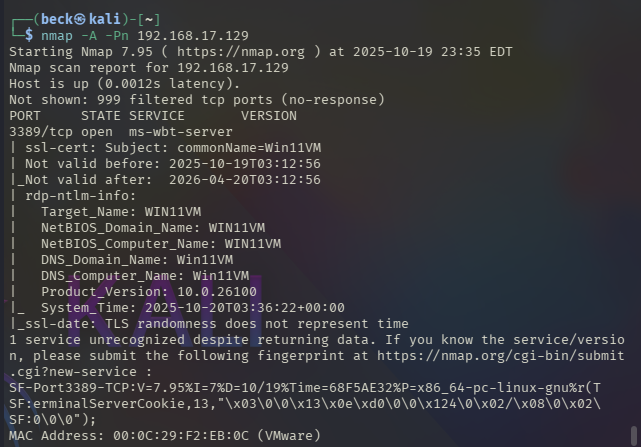 ┌──(beck㉿kali)-[~]
└─$ nmap -A -Pn 192.168.17.129
Starting Nmap 7.95 ( https://nmap.org ) at 2025-10-19 23:35 EDT
Nmap scan report for 192.168.17.129
Host is up (0.0012s latency).
Not shown: 999 filtered tcp ports (no-response)
PORT     STATE SERVICE       VERSION
3389/tcp open  ms-wbt-server
| ssl-cert: Subject: commonName=Win11VM
| Not valid before: 2025-10-19T03:12:56
|_Not valid after:  2026-04-20T03:12:56
| rdp-ntlm-info:
|   Target_Name: WIN11VM
|   NetBIOS_Domain_Name: WIN11VM
|   NetBIOS_Computer_Name: WIN11VM
|   DNS_Domain_Name: Win11VM
|   DNS_Computer_Name: Win11VM
|   Product_Version: 10.0.26100
|_  System_Time: 2025-10-20T03:36:22+00:00
|_ssl-date: TLS randomness does not represent time
1 service unrecognized despite returning data. If you know the service/versio
n, please submit the following fingerprint at https://nmap.org/cgi-bin/submit
.cgi?new-service :
SF-Port3389-TCP:V=7.95%I=7%D=10/19%Time=68F5AE32%P=x86_64-pc-linux-gnu%r(T
SF:erminalServerCookie,13,"\x03\0\0\x13\x0e\xd0\0\0\x124\0\x02/\x08\0\x02\
SF:0\0\0");
MAC Address: 00:0C:29:F2:EB:0C (VMware)
KALI